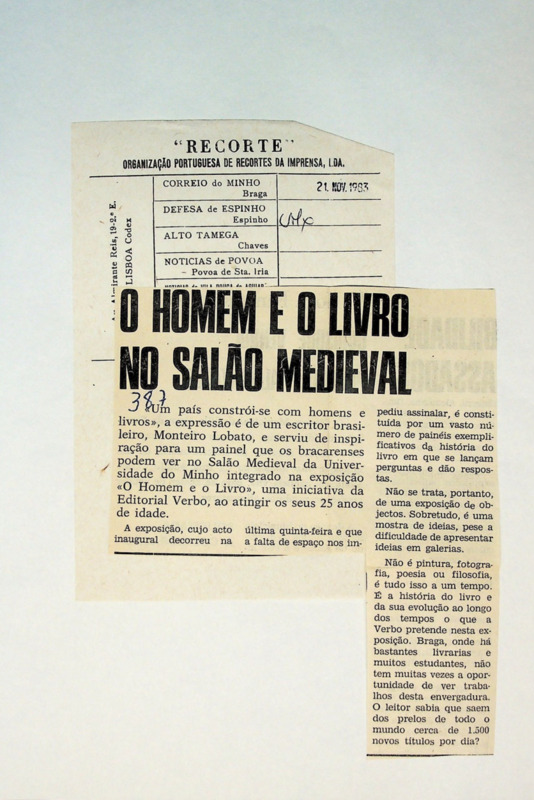 "RECORTE"
ORGANIZAÇÃO PORTUGUESA DE RECORTES DA IMPRENSA, LDA.
Almirante Reis, 19-2.º E.
LISBOA Codex
CORREIO do MINHO
Braga
21. NOV. 1983
DEFESA de ESPINHO
Espinho
ALTO TAMEGA
Chaves
NOTICIAS de POVOA
- Povoa de Sta. Iria
O HOMEM E O LIVRO
NO SALÃO MEDIEVAL
387
«Um país constrói-se com homens e
livros», a expressão é de um escritor brasi-
leiro, Monteiro Lobato, e serviu de inspi-
ração para um painel que os bracarenses
podem ver no Salão Medieval da Univer-
sidade do Minho integrado na exposição
«O Homem e o Livro», uma iniciativa da
Editorial Verbo, ao atingir os seus 25 anos
de idade.
A exposição, cujo acto
inaugural decorreu na
última quinta-feira e que
a falta de espaço nos im-
pediu assinalar, é consti-
tuída por um vasto nú-
mero de painéis exempli-
ficativos da história do
livro em que se lançam
perguntas e dão respos-
tas.
Não se trata, portanto,
de uma exposição de ob-
jectos. Sobretudo, é uma
mostra de ideias, pese a
dificuldade de apresentar
ideias em galerias.
Não é pintura, fotogra-
fia, poesia ou filosofia,
é tudo isso a um tempo.
É a história do livro e
da sua evolução ao longo
dos tempos o que a
Verbo pretende nesta ex-
posição. Braga, onde há
bastantes livrarias e
muitos estudantes, não
tem muitas vezes a opor-
tunidade de ver traba-
lhos desta envergadura.
O leitor sabia que saem
dos prelos de todo o
mundo cerca de 1.500
novos títulos por dia?